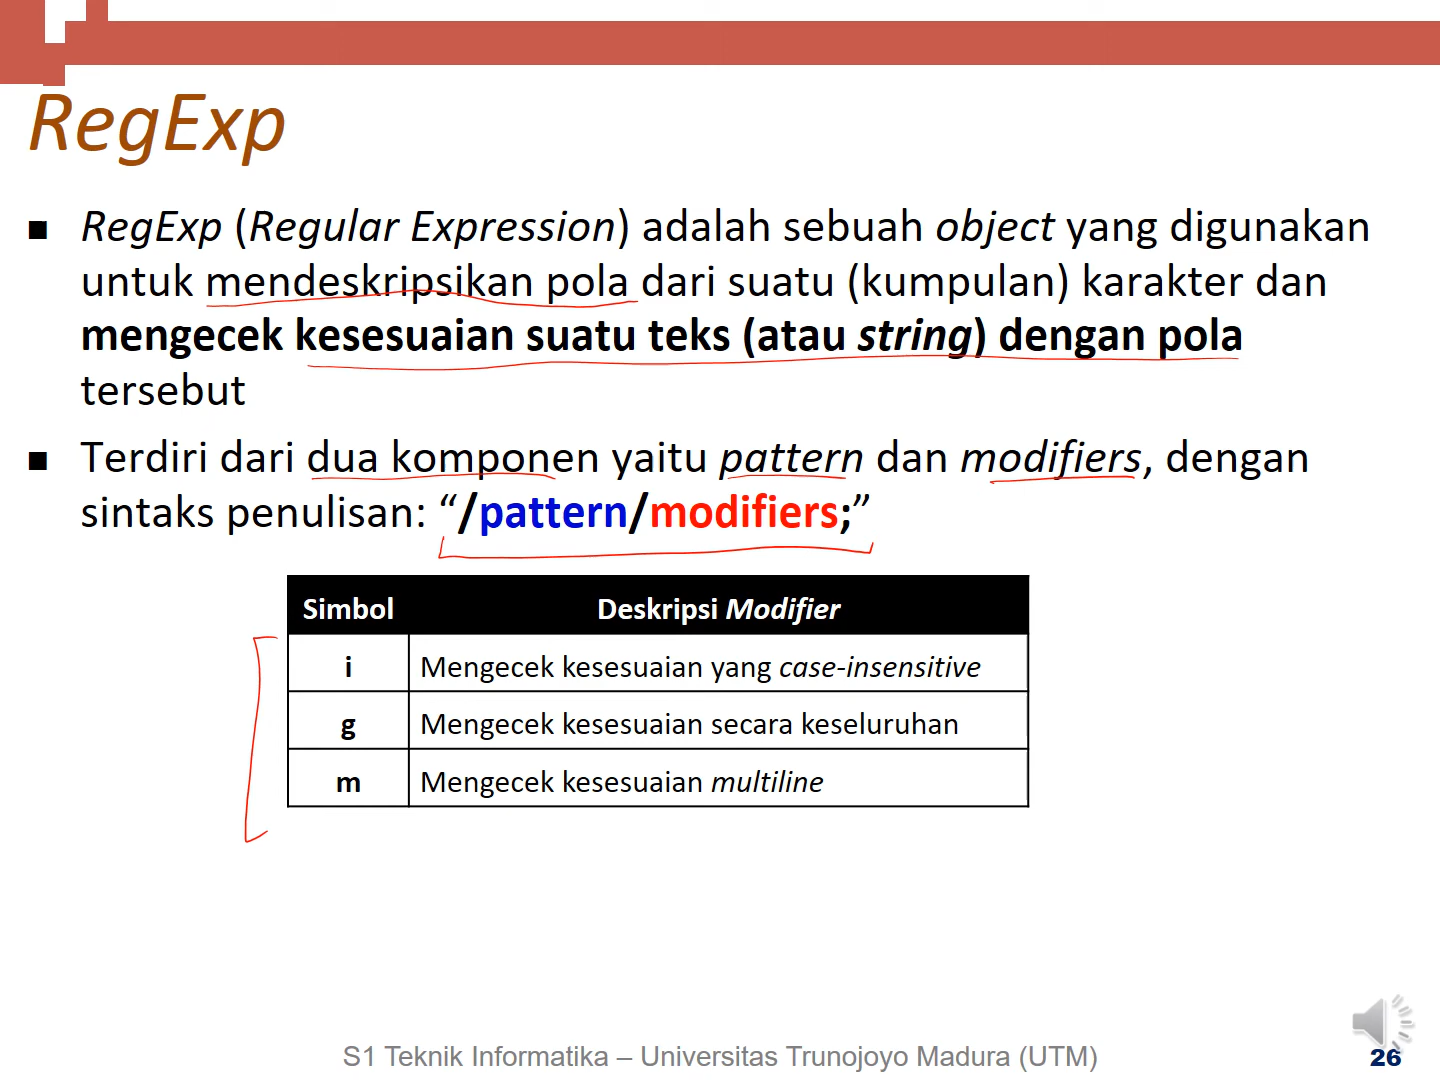 RegExp
RegExp (Regular Expression) adalah sebuah object yang digunakan
untuk mendeskripsikan pola dari suatu (kumpulan) karakter dan
mengecek kesesuaian suatu teks (atau string) dengan pola
tersebut
Terdiri dari dua komponen yaitu pattern dan modifiers, dengan
sintaks penulisan: “/pattern/modifiers;”
Simbol Deskripsi Modifier
i Mengecek kesesuaian yang case-insensitive
g Mengecek kesesuaian secara keseluruhan
m Mengecek kesesuaian multiline
S1 Teknik Informatika – Universitas Trunojoyo Madura (UTM)
26